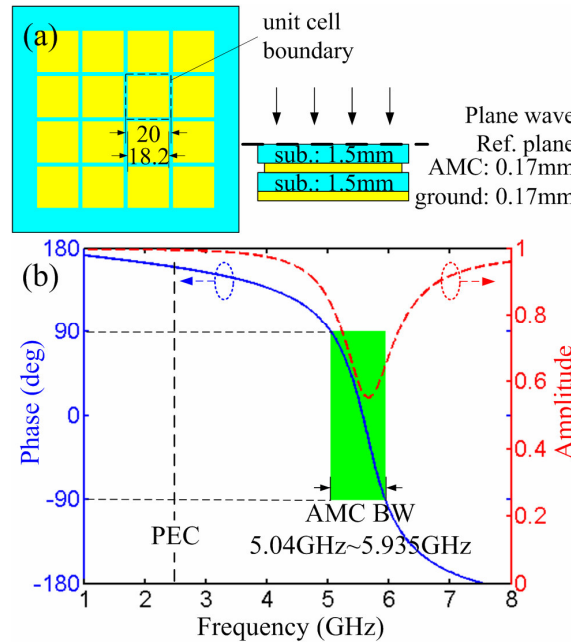 (a)
unit cell
boundary
20
18.2
Plane wave
Ref. plane
sub.: 1.5mm
AMC: 0.17mm
sub.: 1.5mm
ground: 0.17mm
(b)
180
90
0
-90
-180
Phase (deg)
1
0.8
0.6
0.4
0.2
0
Amplitude
PEC
AMC BW
5.04GHz~5.935GHz
1 2 3 4 5 6 7 8
Frequency (GHz)